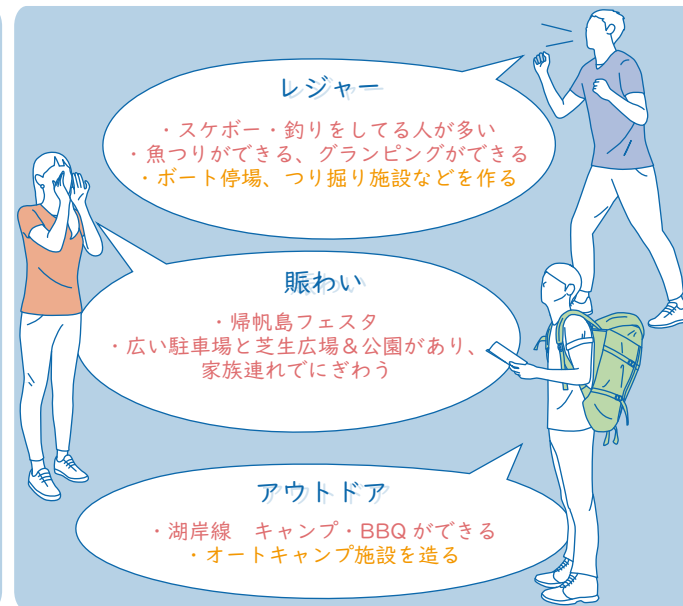 レジャー
・スケボー・釣りをしてる人が多い
・魚つりができる、グランピングができる
・ボート停場、つり掘り施設などを作る
賑わい
・帰帆島フェスタ
・広い駐車場と芝生広場&公園があり、
家族連れでにぎわう
アウトドア
・湖岸線　キャンプ・BBQができる
・オートキャンプ施設を造る